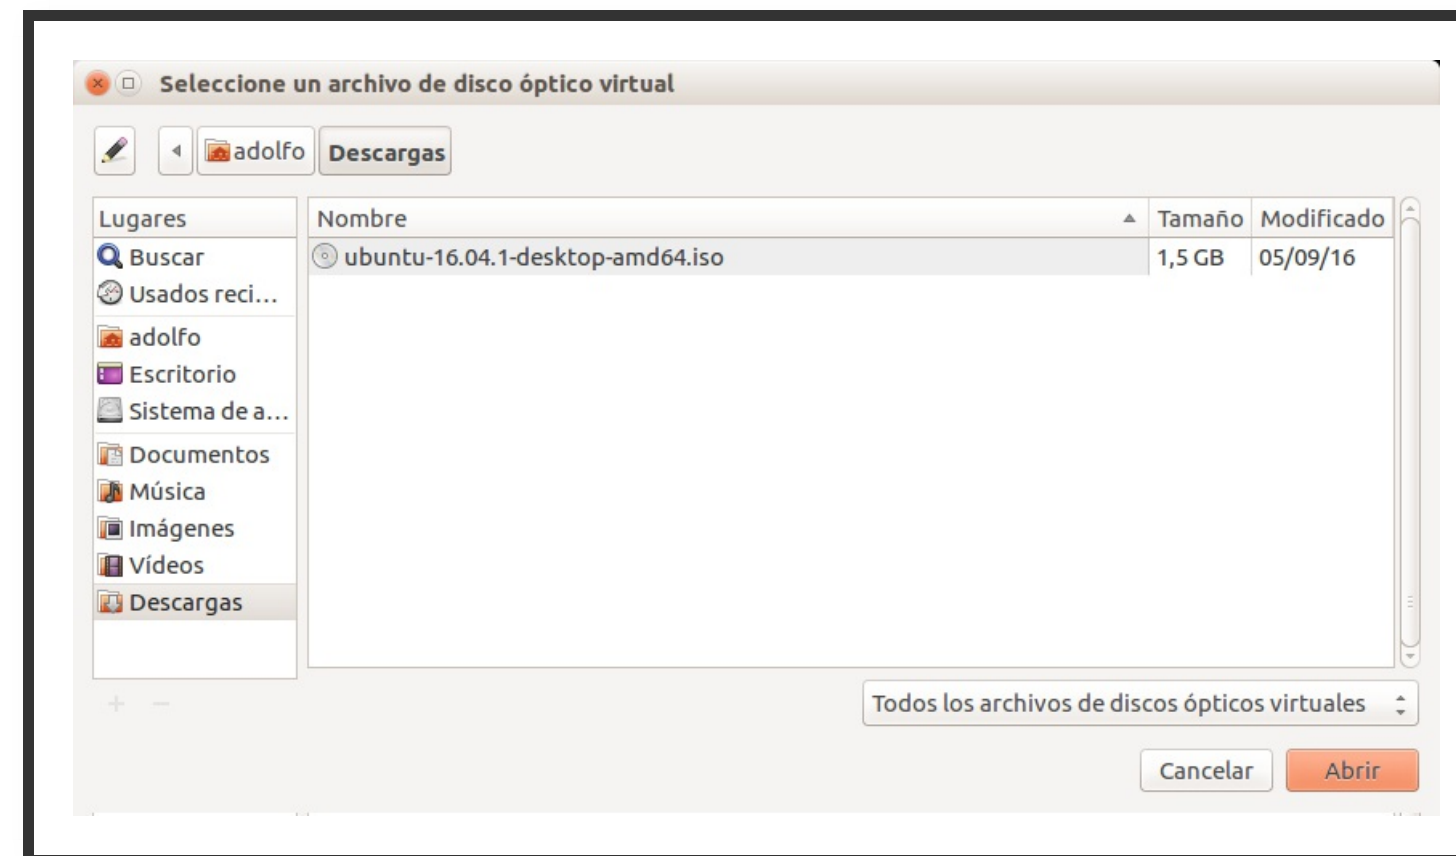 Seleccione un archivo de disco óptico virtual
adolfo Descargas
Lugares
Buscar
Usados reci...
adolfo
Escritorio
Sistema de a...
Documentos
Música
Imágenes
Vídeos
Descargas
Nombre Tamaño Modificado
ubuntu-16.04.1-desktop-amd64.iso 1,5 GB 05/09/16
Todos los archivos de discos ópticos virtuales
Cancelar Abrir